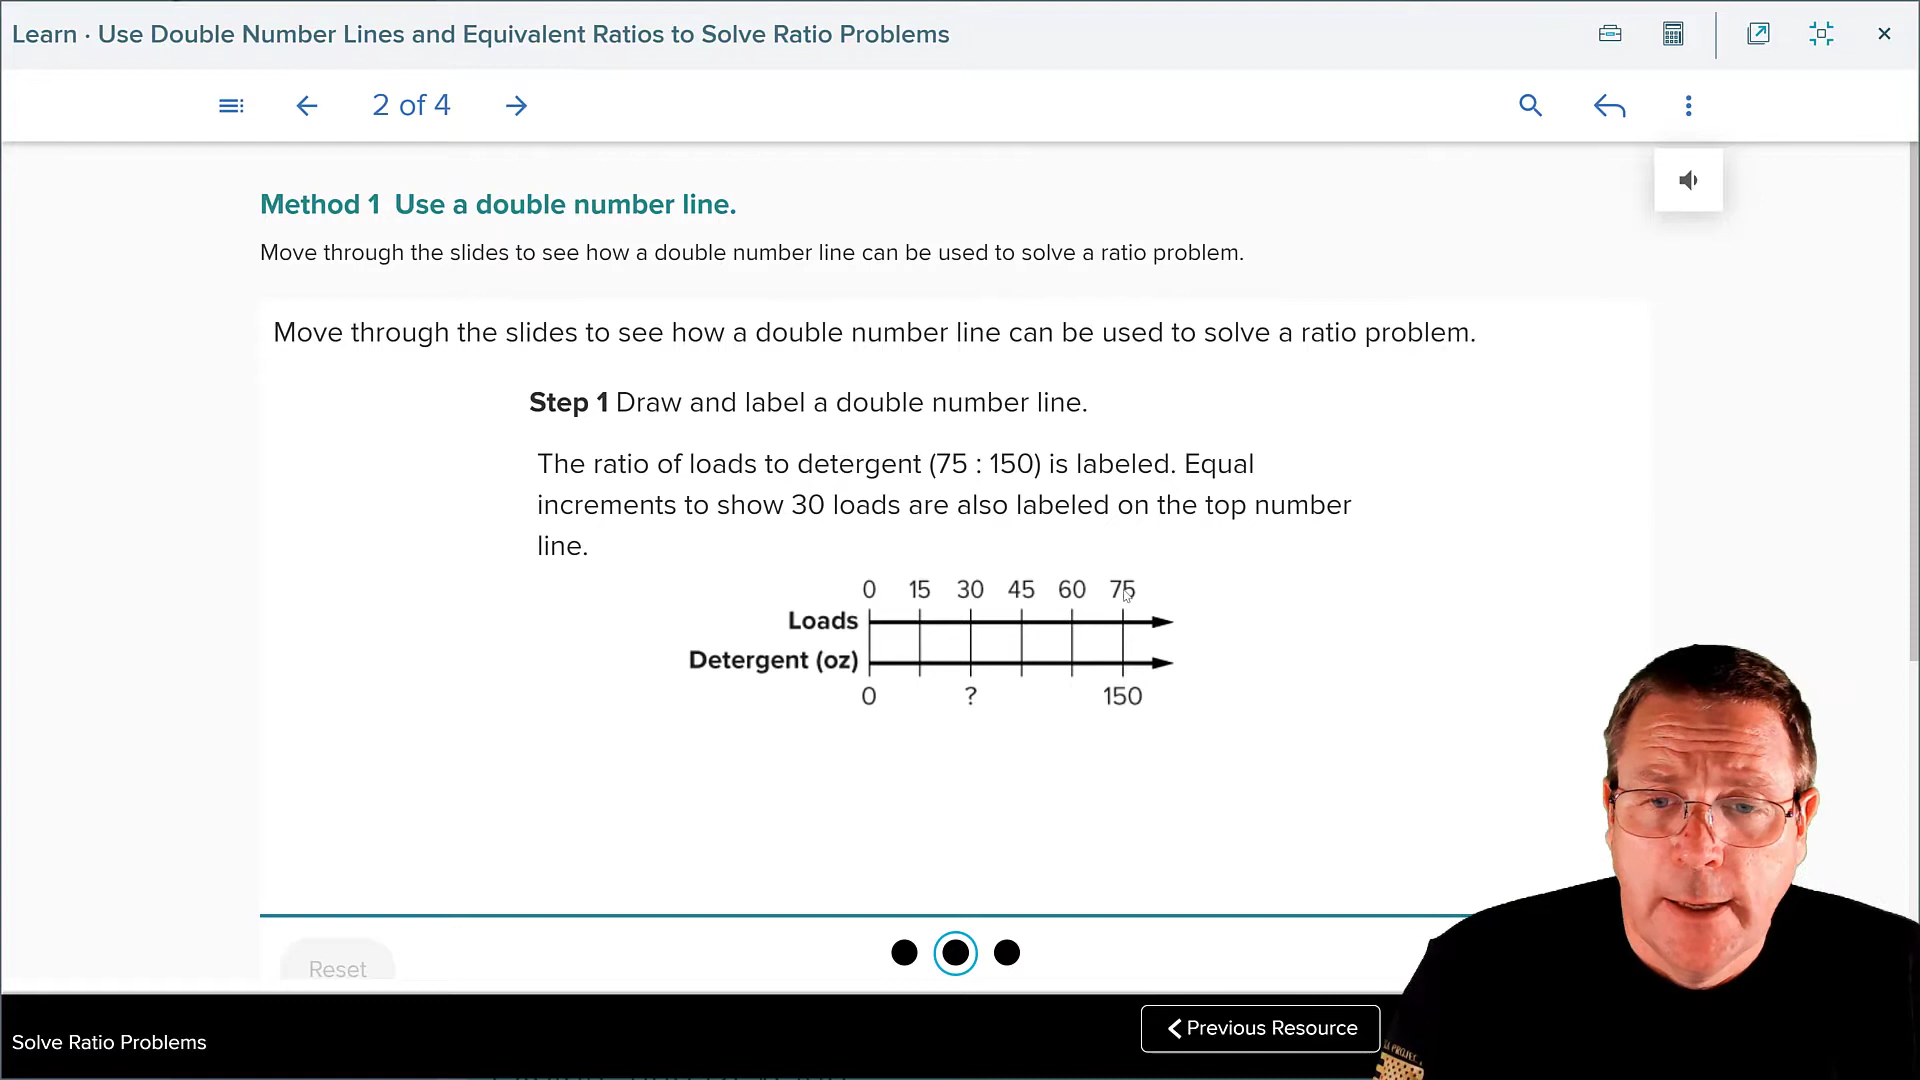 Learn · Use Double Number Lines and Equivalent Ratios to Solve Ratio Problems
2 of 4
Method 1 Use a double number line.
Move through the slides to see how a double number line can be used to solve a ratio problem.
Move through the slides to see how a double number line can be used to solve a ratio problem.
Step 1 Draw and label a double number line.
The ratio of loads to detergent (75 : 150) is labeled. Equal
increments to show 30 loads are also labeled on the top number
line.
0 15 30 45 60 75
Loads
Detergent (oz)
0 ? 150
Reset
Previous Resource
Solve Ratio Problems